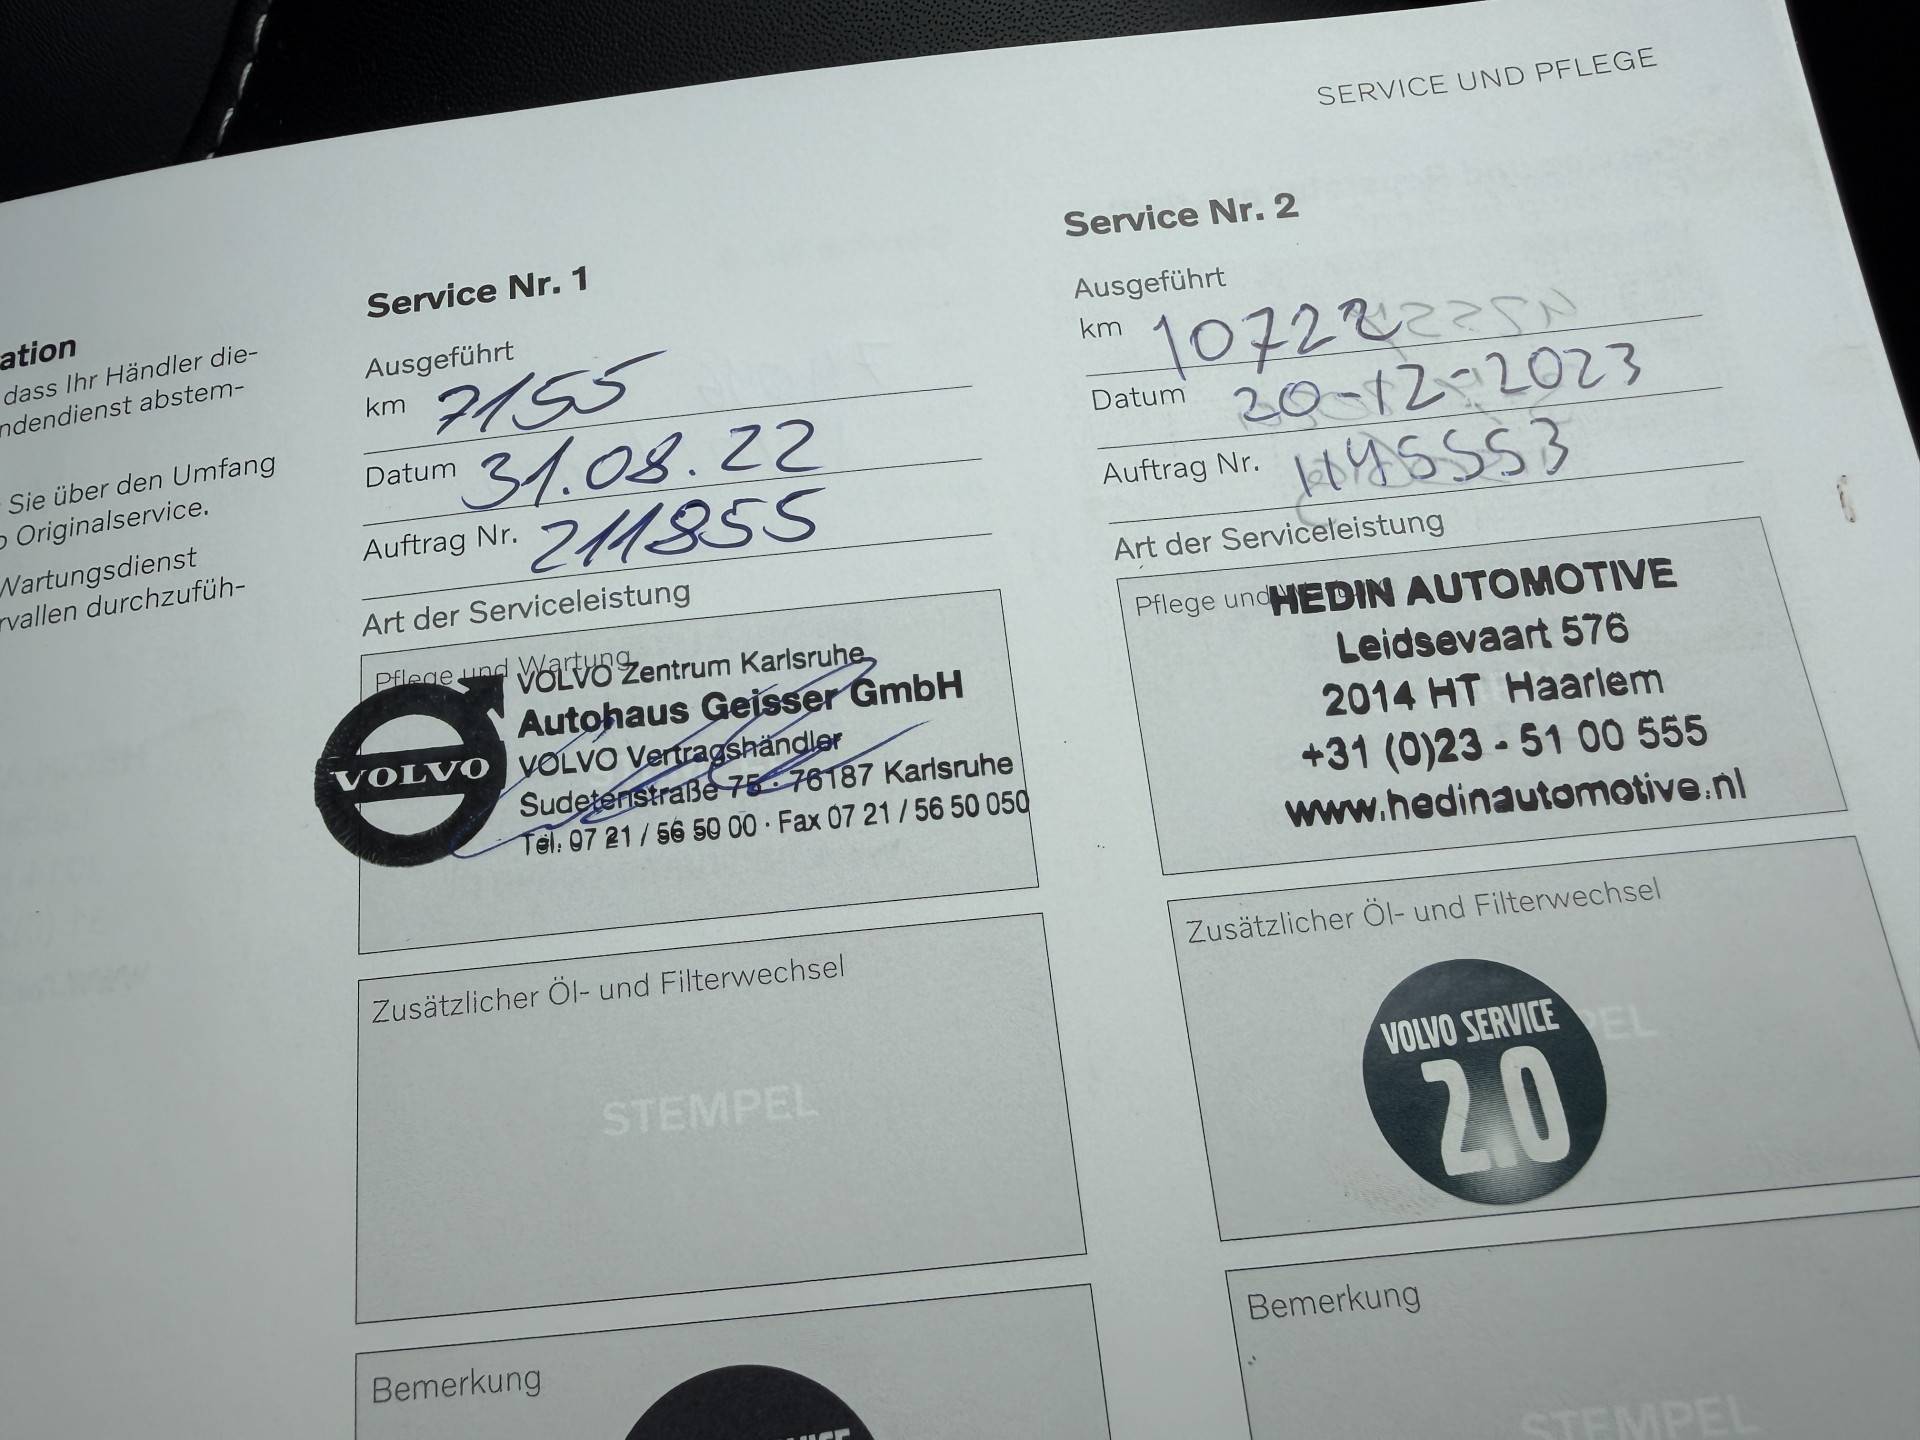 SERVICE UND PFLEGE
ation
dass Ihr Händler die-
ndendienst abstem-
Sie über den Umfang
o Originalservice.
Wartungsdienst
rvallen durchzufüh-
Service Nr. 1
Ausgeführt
km 7155
Datum 31.08.22
Auftrag Nr. 211855
Art der Serviceleistung
Pflege und Wartung
VOLVO
VOLVO Zentrum Karlsruhe
Autohaus Geisser GmbH
VOLVO Vertragshändler
Sudetenstraße 75 · 76187 Karlsruhe
Tel. 07 21 / 56 50 00 · Fax 07 21 / 56 50 050
Zusätzlicher Öl- und Filterwechsel
STEMPEL
Bemerkung
Service Nr. 2
Ausgeführt
km 10722
Datum 20-12-2023
Auftrag Nr. 1145553
Art der Serviceleistung
Pflege und
HEDIN AUTOMOTIVE
Leidsevaart 576
2014 HT Haarlem
+31 (0)23 - 51 00 555
www.hedinautomotive.nl
Zusätzlicher Öl- und Filterwechsel
PEL
VOLVO SERVICE
2.0
Bemerkung
STEMPEL